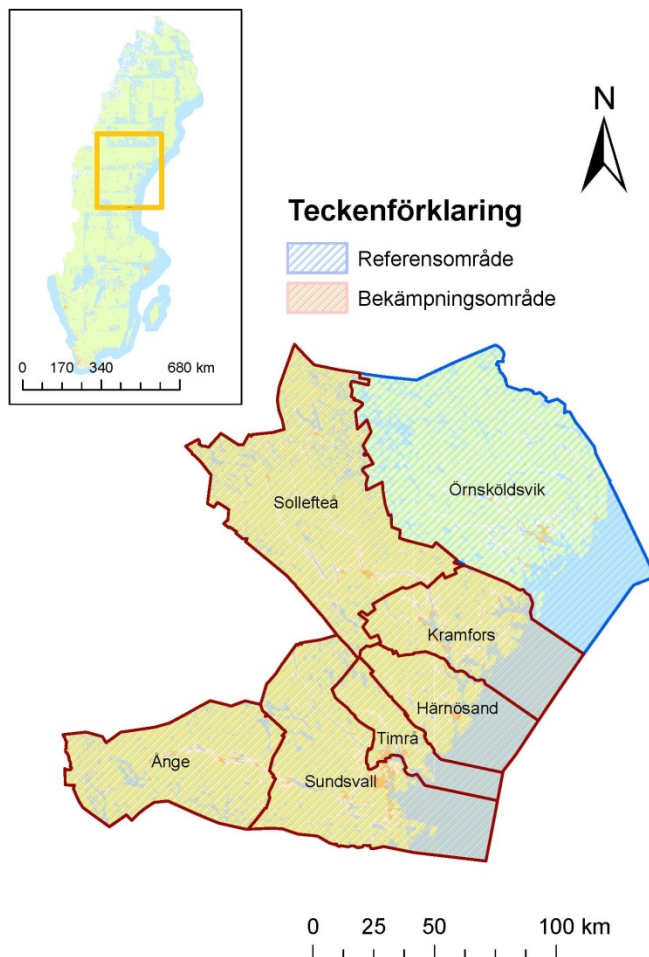 0 170 340 680 km
N
Teckenförklaring
Referensområde
Bekämpningsområde
Örnsköldsvik
Sollefteå
Kramfors
Härnösand
Timrå
Ånge
Sundsvall
0 25 50 100 km